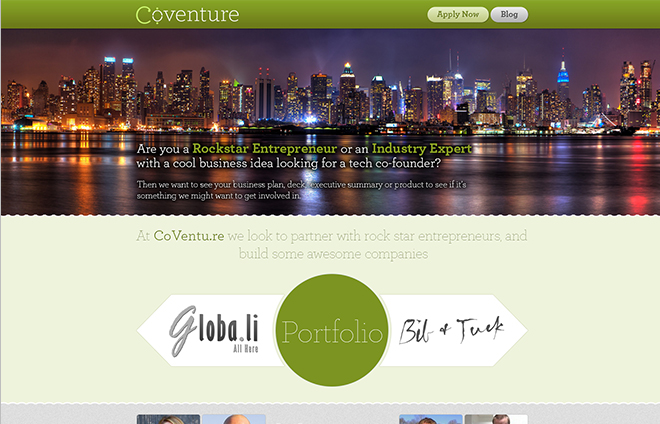 Coventure
Apply Now
Blog
Are you a Rockstar Entrepreneur or an Industry Expert
with a cool business idea looking for a tech co-founder?
Then we want to see your business plan, deck, executive summary or product to see if it's
something we might want to get involved in.
At CoVentu.re we look to partner with rock star entrepreneurs, and
build some awesome companies
Globa.li
All Here
Portfolio
Bib & Tuck